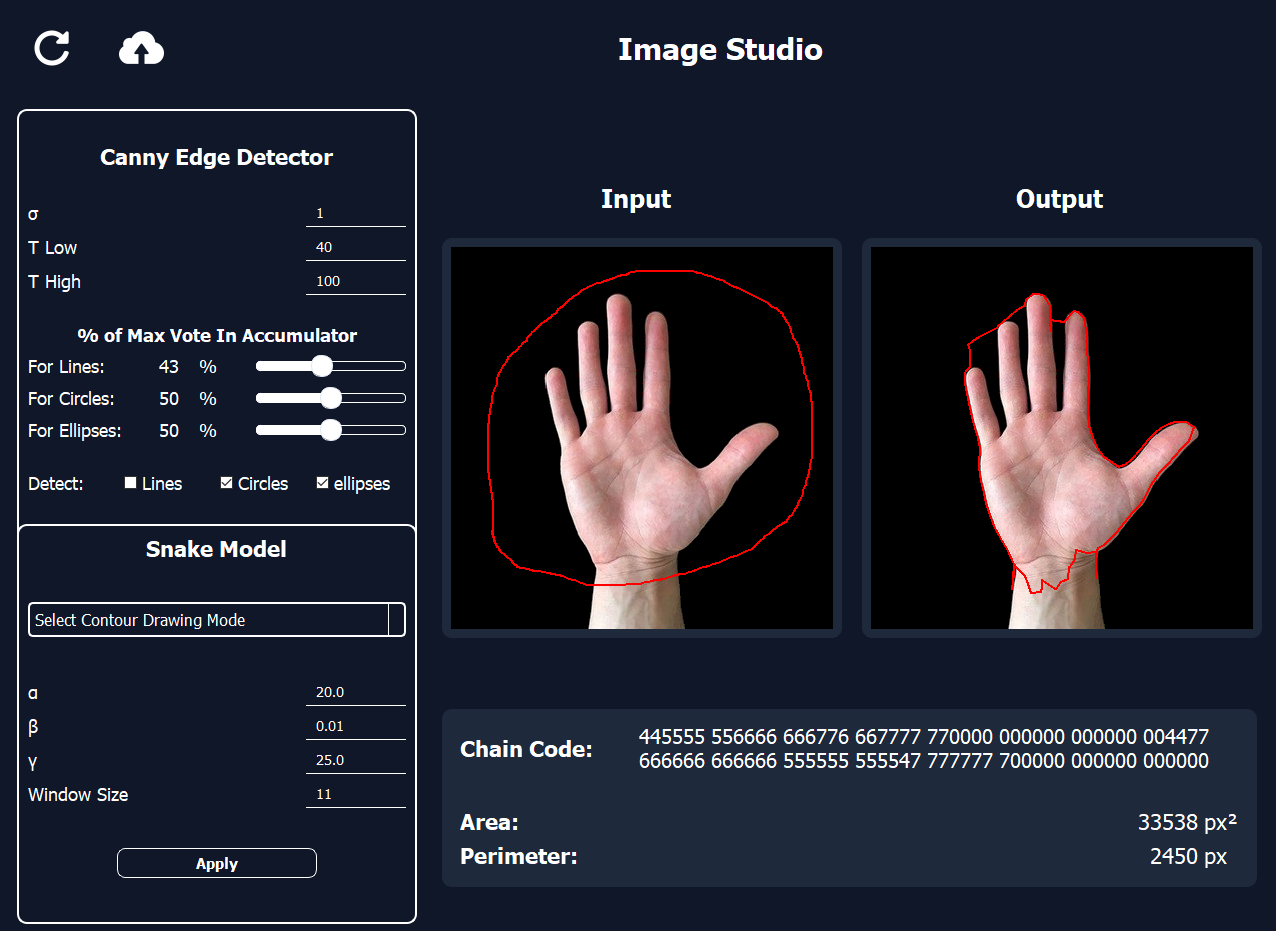 Image Studio
Canny Edge Detector
σ 1
T Low 40
T High 100
% of Max Vote In Accumulator
For Lines: 43 %
For Circles: 50 %
For Ellipses: 50 %
Detect: Lines Circles ellipses
Snake Model
Select Contour Drawing Mode
α 20.0
β 0.01
γ 25.0
Window Size 11
Apply
Input Output
Chain Code: 445555 556666 666776 667777 770000 000000 000000 004477
666666 666666 555555 555547 777777 700000 000000 000000
Area: 33538 px²
Perimeter: 2450 px